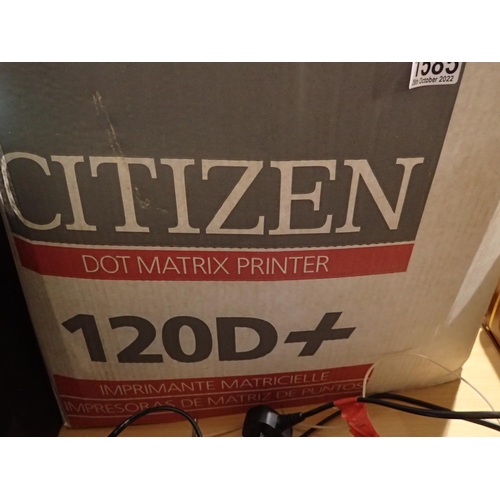 1585
October 2022
CITIZEN
DOT MATRIX PRINTER
120D+
IMPRIMANTE MATRICIELLE
IMPRESORAS DE MATRIZ DE PUNTOS